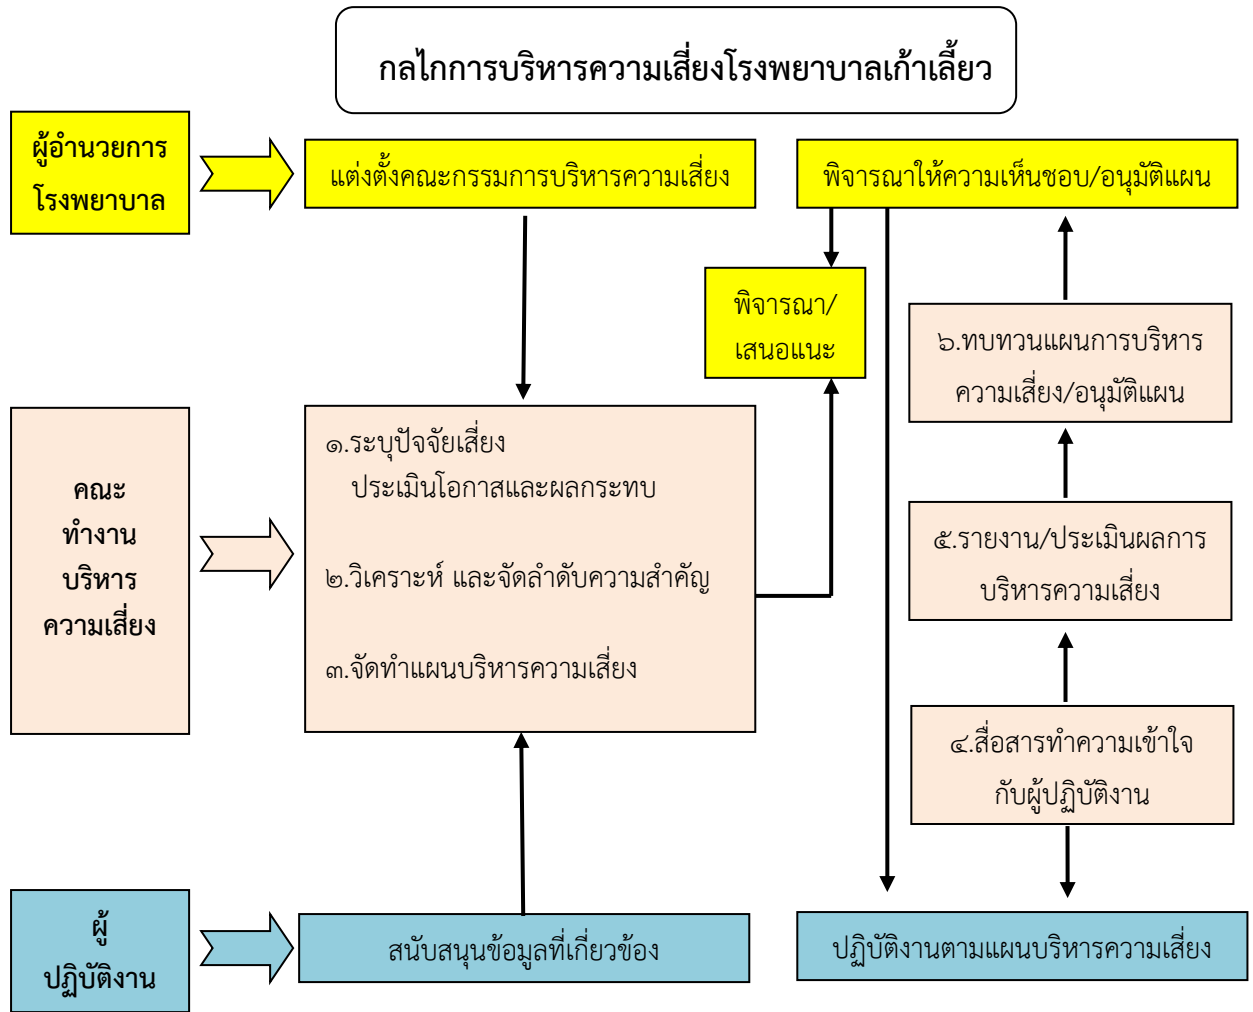 กลไกการบริหารความเสี่ยงโรงพยาบาลเก้าเลี้ยว
ผู้อำนวยการ
โรงพยาบาล
แต่งตั้งคณะกรรมการบริหารความเสี่ยง
พิจารณาให้ความเห็นชอบ/อนุมัติแผน
พิจารณา/
เสนอแนะ
๖.ทบทวนแผนการบริหาร
ความเสี่ยง/อนุมัติแผน
คณะ
ทำงาน
บริหาร
ความเสี่ยง
๑.ระบุปัจจัยเสี่ยง
ประเมินโอกาสและผลกระทบ
๒.วิเคราะห์ และจัดลำดับความสำคัญ
๓.จัดทำแผนบริหารความเสี่ยง
๕.รายงาน/ประเมินผลการ
บริหารความเสี่ยง
๔.สื่อสารทำความเข้าใจ
กับผู้ปฏิบัติงาน
ผู้
ปฏิบัติงาน
สนับสนุนข้อมูลที่เกี่ยวข้อง
ปฏิบัติงานตามแผนบริหารความเสี่ยง